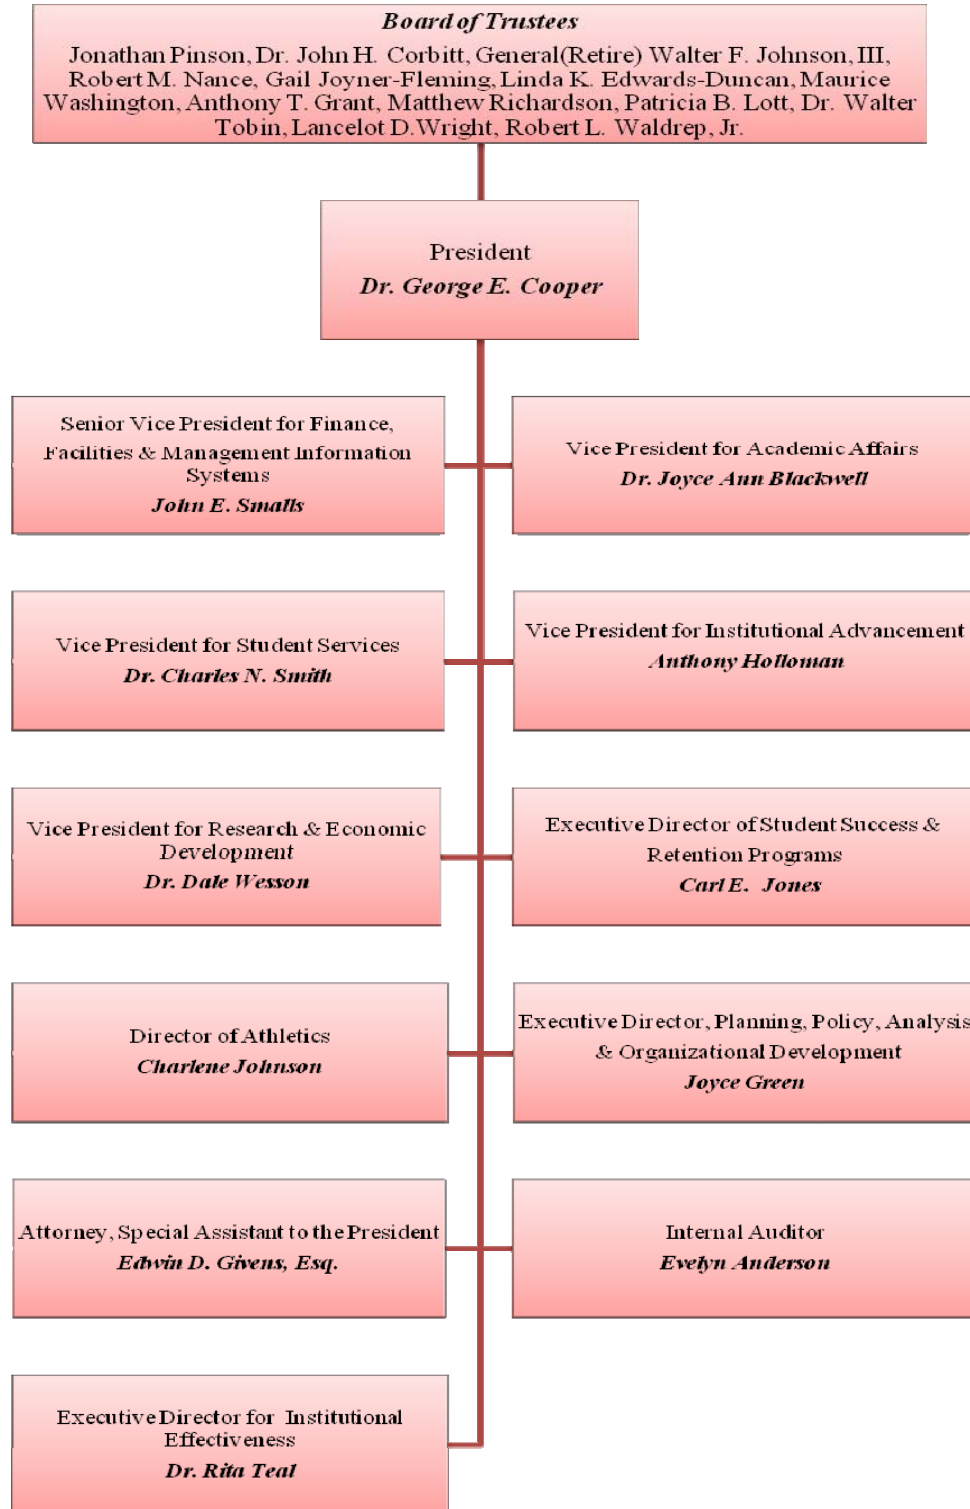 Board of Trustees
Jonathan Pinson, Dr. John H. Corbitt, General(Retire) Walter F. Johnson, III,
Robert M. Nance, Gail Joyner-Fleming, Linda K. Edwards-Duncan, Maurice
Washington, Anthony T. Grant, Matthew Richardson, Patricia B. Lott, Dr. Walter
Tobin, Lancelot D.Wright, Robert L. Waldrep, Jr.
President
Dr. George E. Cooper
Senior Vice President for Finance,
Facilities & Management Information
Systems
John E. Smalls
Vice President for Academic Affairs
Dr. Joyce Ann Blackwell
Vice President for Student Services
Dr. Charles N. Smith
Vice President for Institutional Advancement
Anthony Holloman
Vice President for Research & Economic
Development
Dr. Dale Wesson
Executive Director of Student Success &
Retention Programs
Carl E. Jones
Director of Athletics
Charlene Johnson
Executive Director, Planning, Policy, Analysis
& Organizational Development
Joyce Green
Attorney, Special Assistant to the President
Edwin D. Givens, Esq.
Internal Auditor
Evelyn Anderson
Executive Director for Institutional
Effectiveness
Dr. Rita Teal